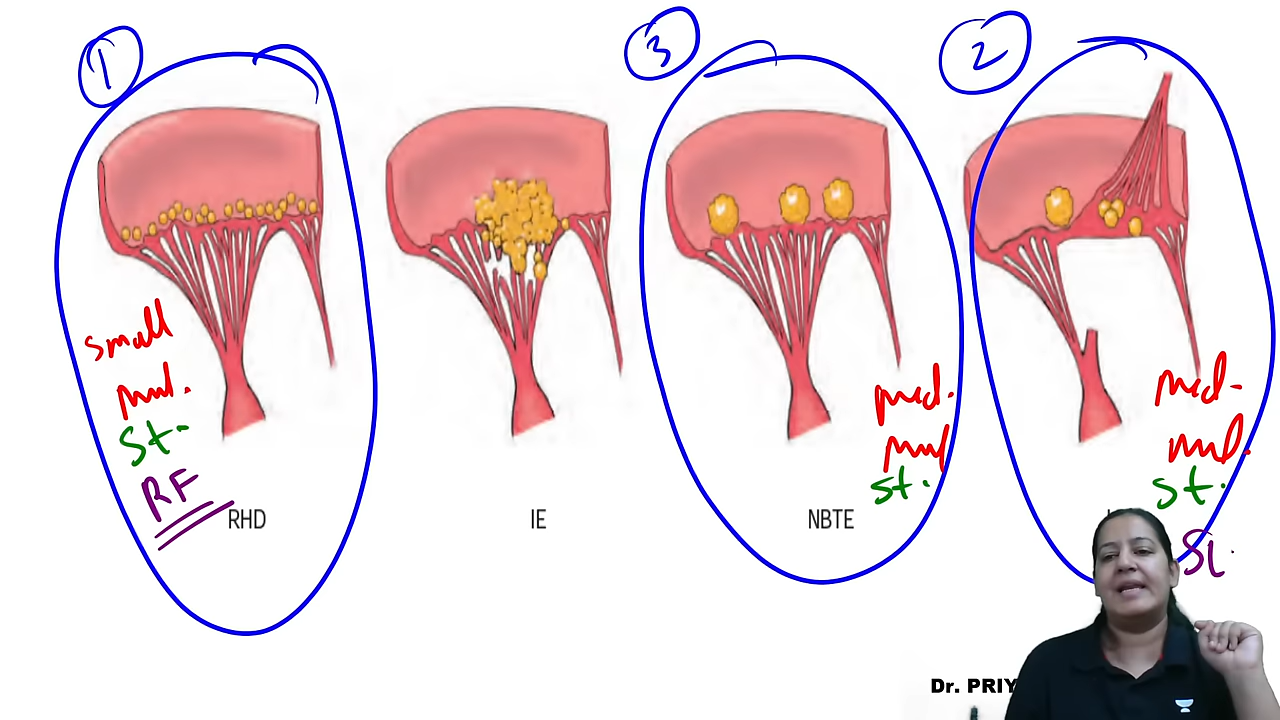 1
3
2
small
mul.
St-
RF
RHD
IE
med.
mul
st.
NBTE
med-
mul.
st.
SL
Dr. PRIY